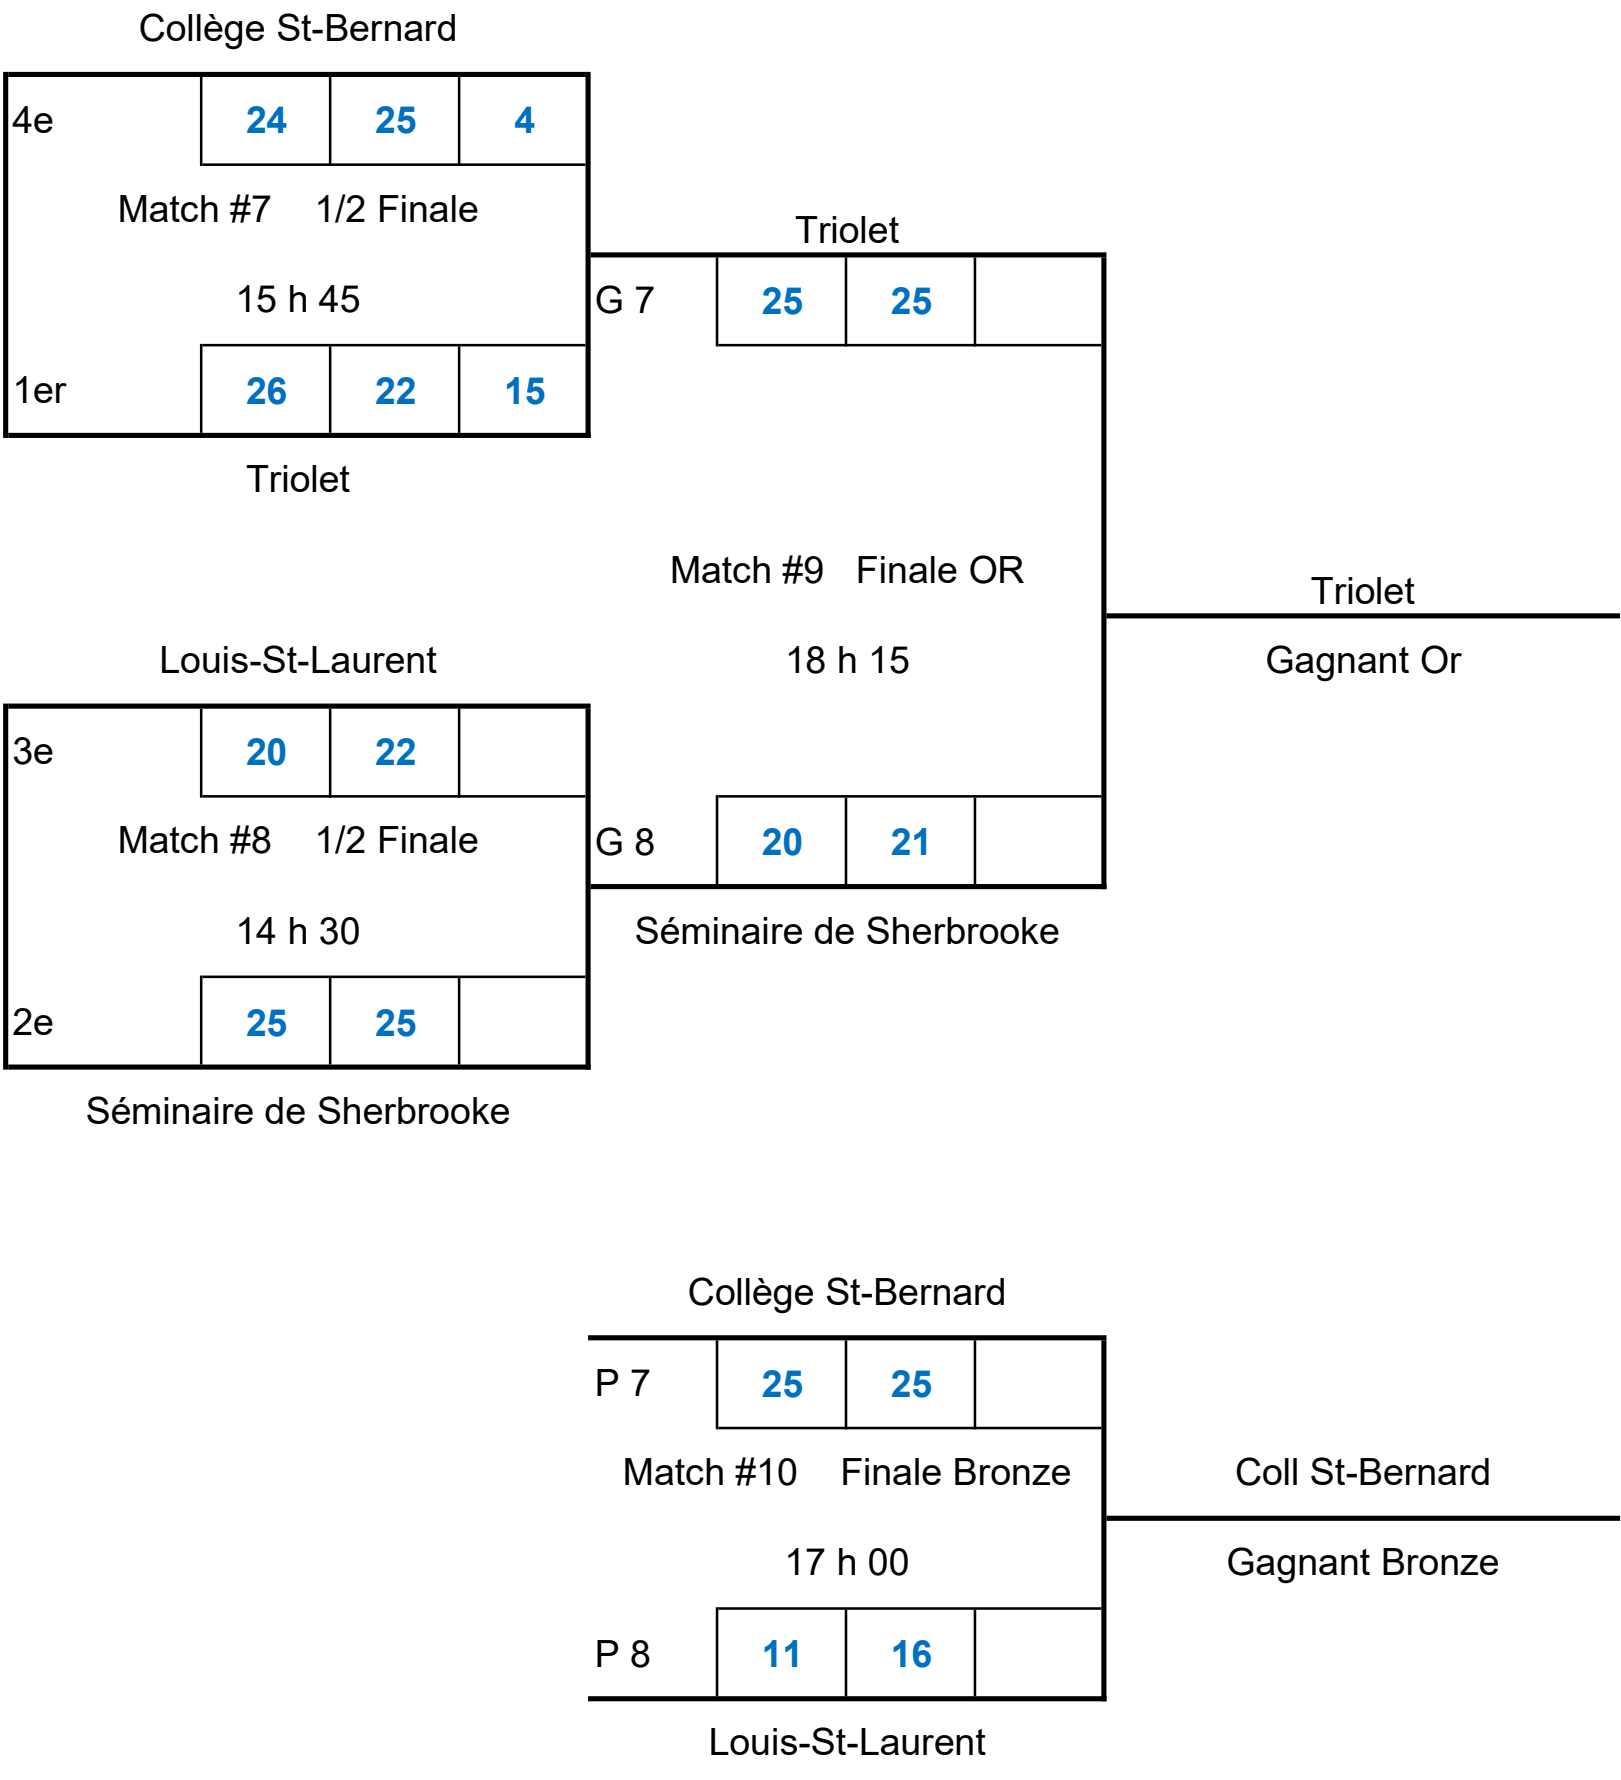 Collège St-Bernard
4e 24 25 4
Match #7 1/2 Finale
15 h 45
1er 26 22 15
Triolet
Louis-St-Laurent
3e 20 22
Match #8 1/2 Finale
14 h 30
2e 25 25
Séminaire de Sherbrooke
Triolet
G 7 25 25
Match #9 Finale OR
18 h 15
G 8 20 21
Séminaire de Sherbrooke
Triolet
Gagnant Or
Collège St-Bernard
P 7 25 25
Match #10 Finale Bronze
17 h 00
P 8 11 16
Louis-St-Laurent
Coll St-Bernard
Gagnant Bronze